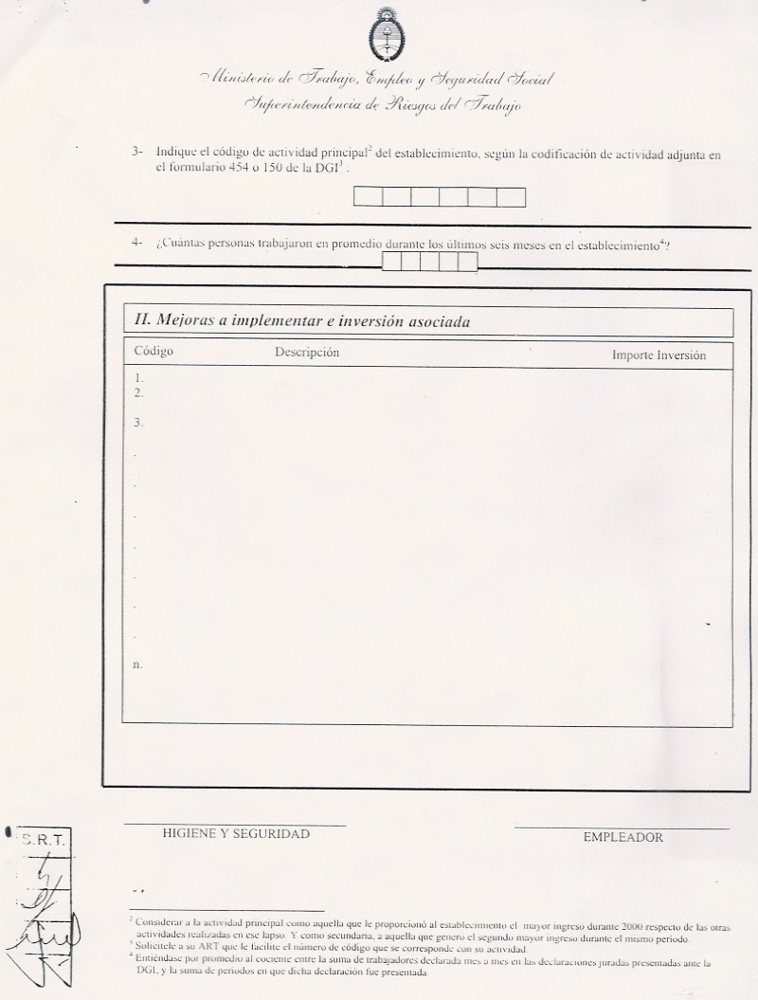 Ministerio de Trabajo, Empleo y Seguridad Social
Superintendencia de Riesgos del Trabajo
3- Indique el código de actividad principal² del establecimiento, según la codificación de actividad adjunta en
el formulario 454 o 150 de la DGI³ .
4- ¿Cuántas personas trabajaron en promedio durante los últimos seis meses en el establecimiento⁴?
II. Mejoras a implementar e inversión asociada
Código Descripción Importe Inversión
1.
2.
3.
n.
HIGIENE Y SEGURIDAD EMPLEADOR
S.R.T.
² Considerar a la actividad principal como aquella que le proporcionó al establecimiento el mayor ingreso durante 2000 respecto de las otras
actividades realizadas en ese lapso. Y como secundaria, a aquella que genero el segundo mayor ingreso durante el mismo período.
³ Solicítele a su ART que le facilite el número de código que se corresponde con su actividad.
⁴ Entiéndase por promedio al cociente entre la suma de trabajadores declarada mes a mes en las declaraciones juradas presentadas ante la
DGI, y la suma de períodos en que dicha declaración fue presentada.